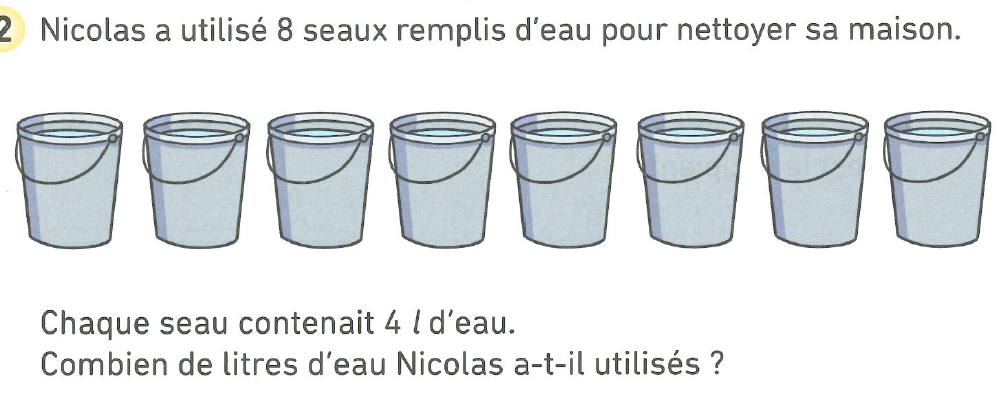 2 Nicolas a utilisé 8 seaux remplis d'eau pour nettoyer sa maison.
Chaque seau contenait 4 l d'eau.
Combien de litres d'eau Nicolas a-t-il utilisés ?